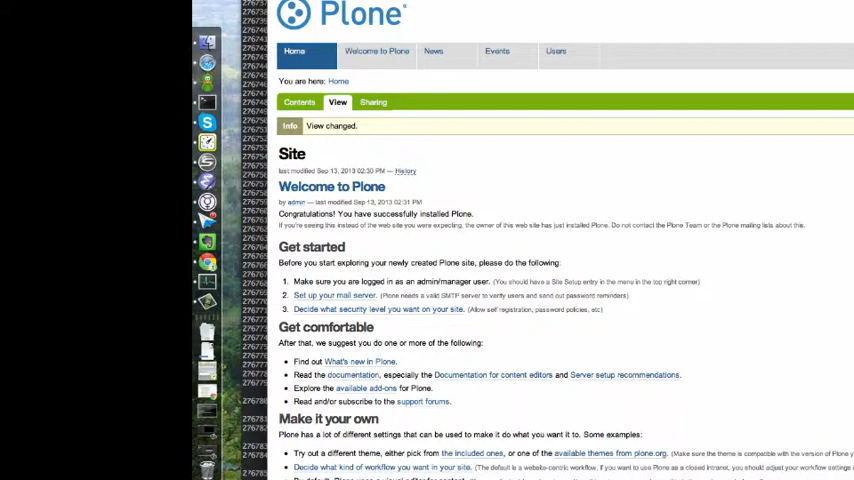 Plone
Home Welcome to Plone News Events Users
You are here: Home
Contents View Sharing
Info View changed.
Site
last modified Sep 13, 2013 02:30 PM — History
Welcome to Plone
by admin — last modified Sep 13, 2013 02:31 PM
Congratulations! You have successfully installed Plone.
If you're seeing this instead of the web site you were expecting, the owner of this web site has just installed Plone. Do not contact the Plone Team or the Plone mailing lists about this.
Get started
Before you start exploring your newly created Plone site, please do the following:
1. Make sure you are logged in as an admin/manager user. (You should have a Site Setup entry in the menu in the top right corner)
2. Set up your mail server. (Plone needs a valid SMTP server to verify users and send out password reminders)
3. Decide what security level you want on your site. (Allow self registration, password policies, etc)
Get comfortable
After that, we suggest you do one or more of the following:
• Find out What's new in Plone.
• Read the documentation, especially the Documentation for content editors and Server setup recommendations.
• Explore the available add-ons for Plone.
• Read and/or subscribe to the support forums.
Make it your own
Plone has a lot of different settings that can be used to make it do what you want it to. Some examples:
• Try out a different theme, either pick from the included ones, or one of the available themes from plone.org. (Make sure the theme is compatible with the version of Plone y
• Decide what kind of workflow you want in your site. (The default is a website-centric workflow, if you want to use Plone as a closed intranet, you should adjust your workflow settings